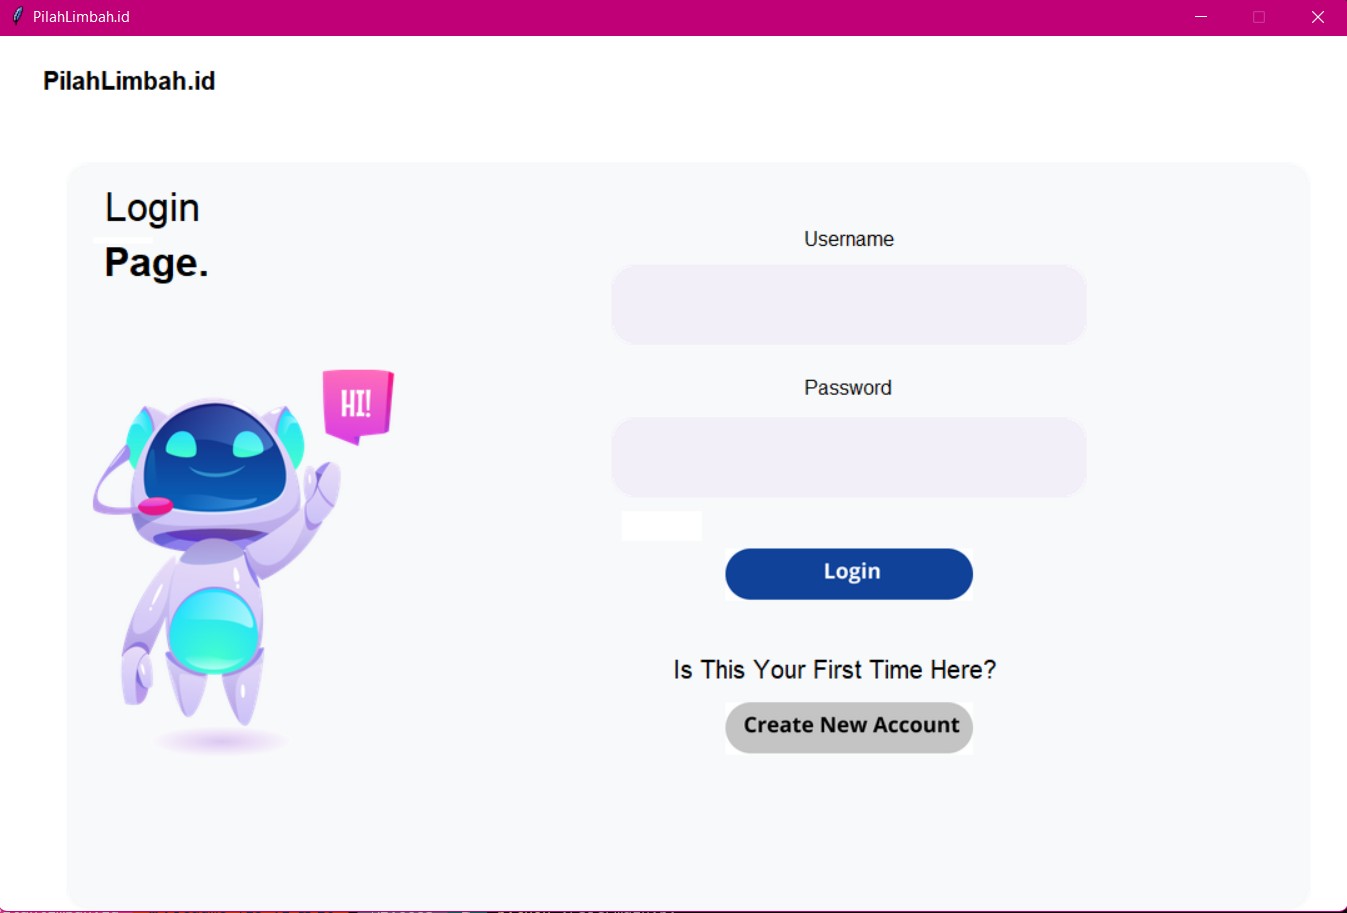 PilahLimbah.id
PilahLimbah.id
Login
Page.
Username
HI!
Password
Login
Is This Your First Time Here?
Create New Account